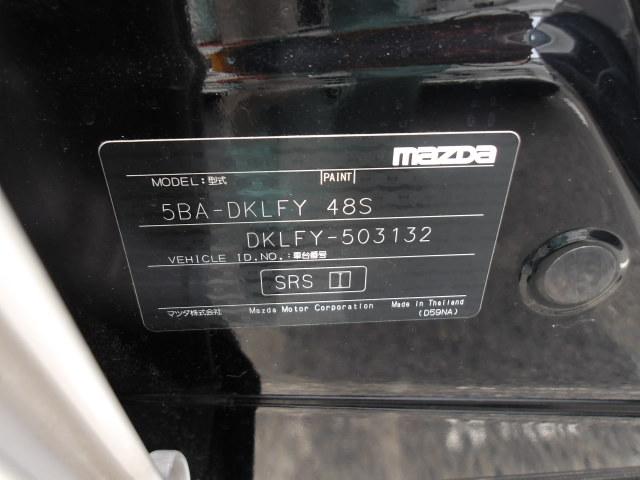 mazda
MODEL:型式 PAINT
5BA-DKLFY 48S
DKLFY-503132
VEHICLE ID.NO.:車台番号
SRS
マツダ株式会社 Mazda Motor Corporation Made in Thailand
(D59NA)